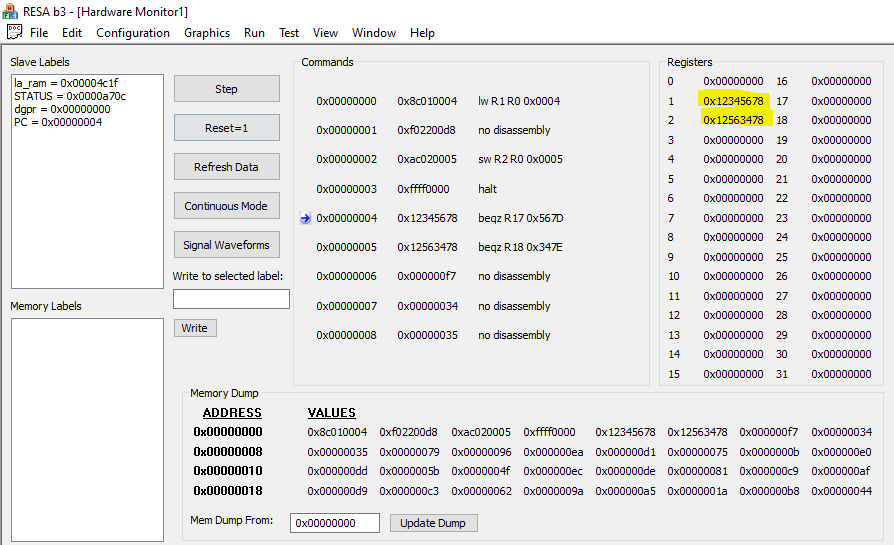 RESA b3 - [Hardware Monitor1]
File Edit Configuration Graphics Run Test View Window Help
Slave Labels
la_ram = 0x00004c1f
STATUS = 0x0000a70c
dgpr = 0x00000000
PC = 0x00000004
Memory Labels
Step
Reset=1
Refresh Data
Continuous Mode
Signal Waveforms
Write to selected label:
Write
Commands
0x00000000 0x8c010004 lw R1 R0 0x0004
0x00000001 0xf02200d8 no disassembly
0x00000002 0xac020005 sw R2 R0 0x0005
0x00000003 0xffff0000 halt
0x00000004 0x12345678 beqz R17 0x567D
0x00000005 0x12563478 beqz R18 0x347E
0x00000006 0x000000f7 no disassembly
0x00000007 0x00000034 no disassembly
0x00000008 0x00000035 no disassembly
Registers
0 0x00000000 16 0x00000000
1 0x12345678 17 0x00000000
2 0x12563478 18 0x00000000
3 0x00000000 19 0x00000000
4 0x00000000 20 0x00000000
5 0x00000000 21 0x00000000
6 0x00000000 22 0x00000000
7 0x00000000 23 0x00000000
8 0x00000000 24 0x00000000
9 0x00000000 25 0x00000000
10 0x00000000 26 0x00000000
11 0x00000000 27 0x00000000
12 0x00000000 28 0x00000000
13 0x00000000 29 0x00000000
14 0x00000000 30 0x00000000
15 0x00000000 31 0x00000000
Memory Dump
ADDRESS VALUES
0x00000000 0x8c010004 0xf02200d8 0xac020005 0xffff0000 0x12345678 0x12563478 0x000000f7 0x00000034
0x00000008 0x00000035 0x00000079 0x00000096 0x000000ea 0x000000d1 0x00000075 0x0000000b 0x000000e0
0x00000010 0x000000dd 0x0000005b 0x0000004f 0x000000ec 0x000000de 0x00000081 0x000000c9 0x000000af
0x00000018 0x000000d9 0x000000c3 0x00000062 0x0000009a 0x000000a5 0x0000001a 0x000000b8 0x00000044
Mem Dump From: 0x00000000 Update Dump